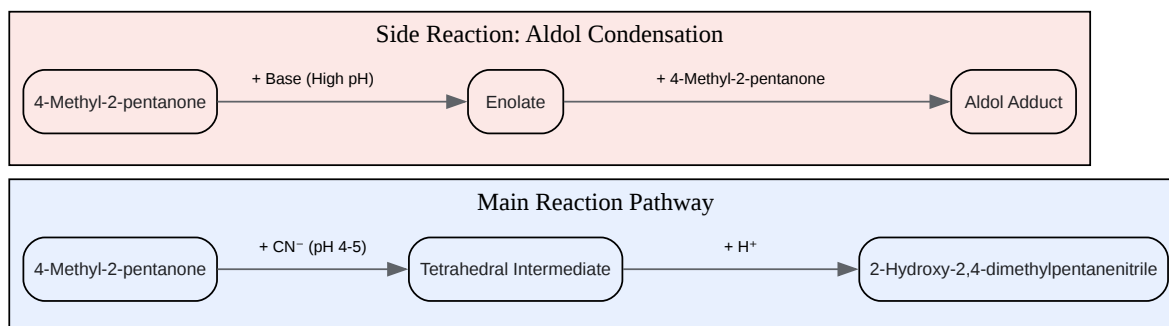 Side Reaction: Aldol Condensation
4-Methyl-2-pentanone
+ Base (High pH)
Enolate
+ 4-Methyl-2-pentanone
Aldol Adduct
Main Reaction Pathway
4-Methyl-2-pentanone
+ CN⁻ (pH 4-5)
Tetrahedral Intermediate
+ H⁺
2-Hydroxy-2,4-dimethylpentanenitrile